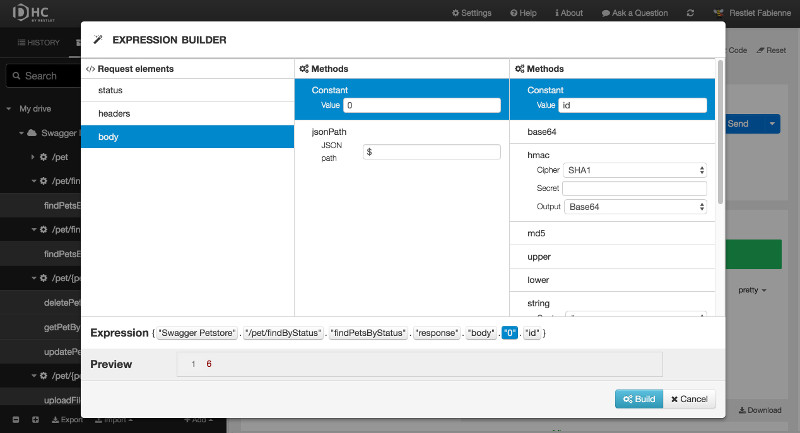 DHC
BY RESTLET
Settings
Help
About
Ask a Question
Restlet Fabienne
HISTORY
Code
Reset
Search
My drive
Swagger
/pet
/pet/fin
findPetsB
/pet/fin
findPetsB
/pet/{pe
deletePet
getPetBy
updatePe
/pet/{pe
uploadFil
Export
Import
Add
Send
pretty
Download
EXPRESSION BUILDER
Request elements
status
headers
body
Methods
Constant
Value 0
jsonPath
JSON
path
$
Methods
Constant
Value id
base64
hmac
Cipher SHA1
Secret
Output Base64
md5
upper
lower
string
Expression { "Swagger Petstore" . "/pet/findByStatus" . "findPetsByStatus" . "response" . "body" . "0" . "id" }
Preview
1 6
Build
Cancel